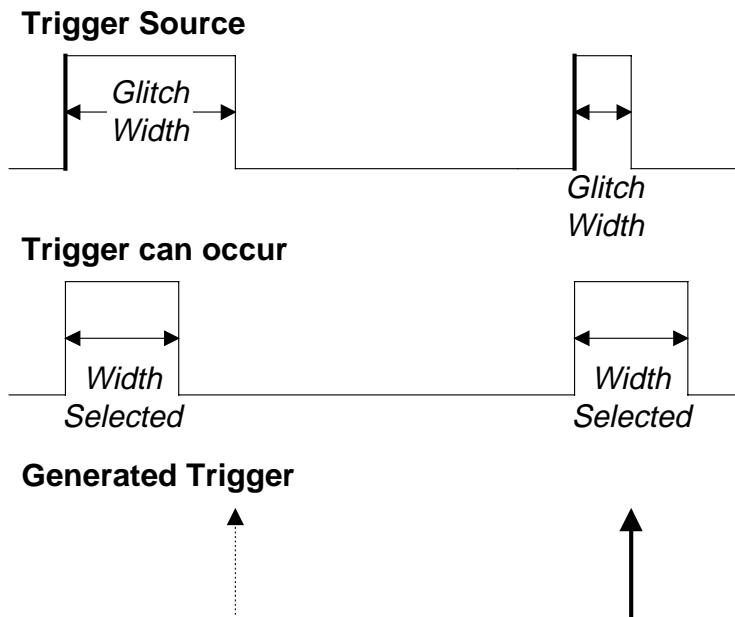 Trigger Source
Glitch
Width
Glitch
Width
Trigger can occur
Width
Selected
Width
Selected
Generated Trigger